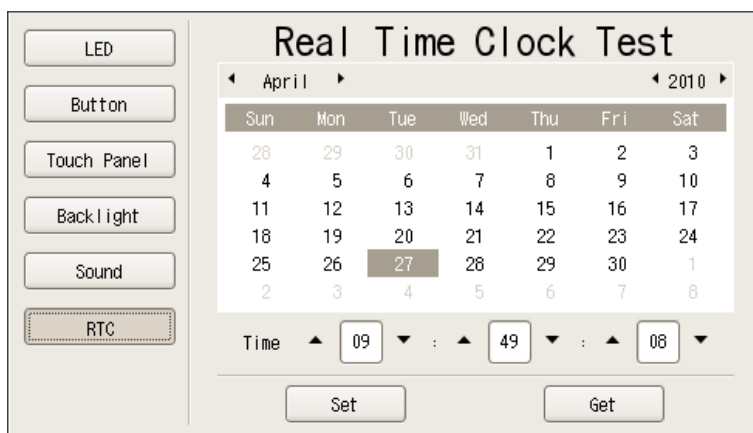 LED
Button
Touch Panel
Backlight
Sound
RTC
Real Time Clock Test
April 2010
Sun Mon Tue Wed Thu Fri Sat
28 29 30 31 1 2 3
4 5 6 7 8 9 10
11 12 13 14 15 16 17
18 19 20 21 22 23 24
25 26 27 28 29 30 1
2 3 4 5 6 7 8
Time 09 : 49 : 08
Set Get